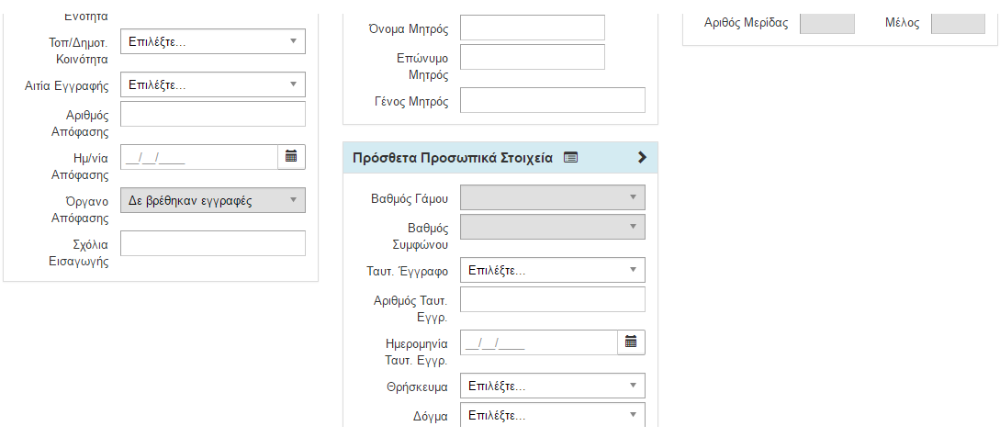 Ενότητα
Τοπ/Δημοτ. Επιλέξτε...
Κοινότητα
Αιτία Εγγραφής Επιλέξτε...
Αριθμός
Απόφασης
Ημ/νία __/__/____
Απόφασης
Όργανο Δε βρέθηκαν εγγραφές
Απόφασης
Σχόλια
Εισαγωγής
Όνομα Μητρός
Επώνυμο
Μητρός
Γένος Μητρός
Πρόσθετα Προσωπικά Στοιχεία
Βαθμός Γάμου
Βαθμός
Συμφώνου
Ταυτ. Έγγραφο Επιλέξτε...
Αριθμός Ταυτ.
Εγγρ.
Ημερομηνία __/__/____
Ταυτ. Εγγρ.
Θρήσκευμα Επιλέξτε...
Δόγμα Επιλέξτε...
Αριθός Μερίδας Μέλος